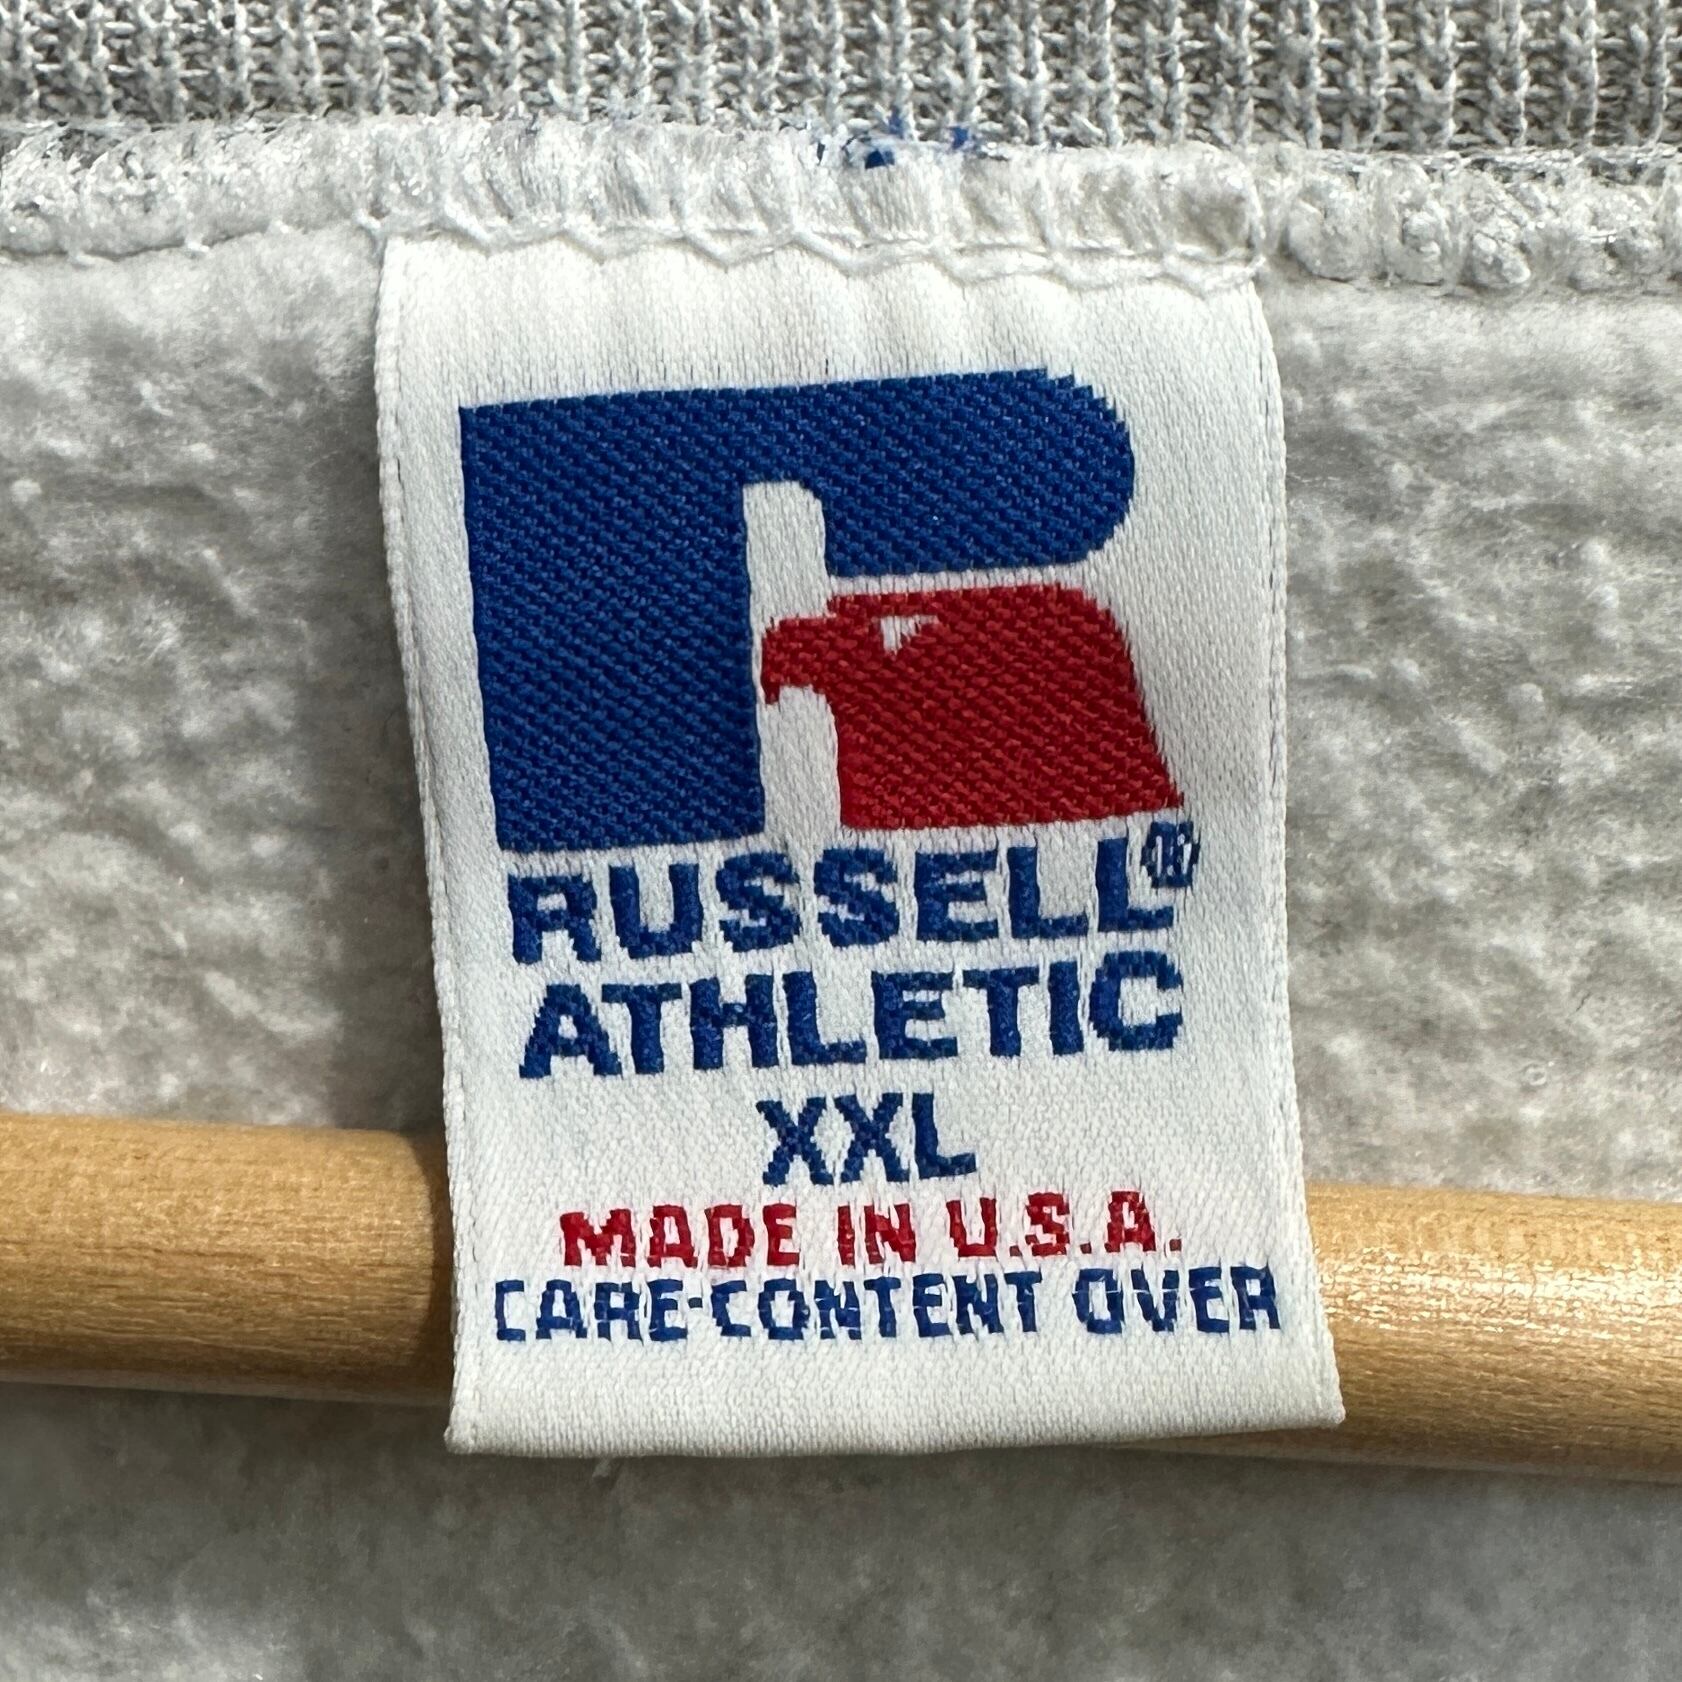 RUSSELL®
ATHLETIC
XXL
MADE IN U.S.A.
CARE-CONTENT OVER